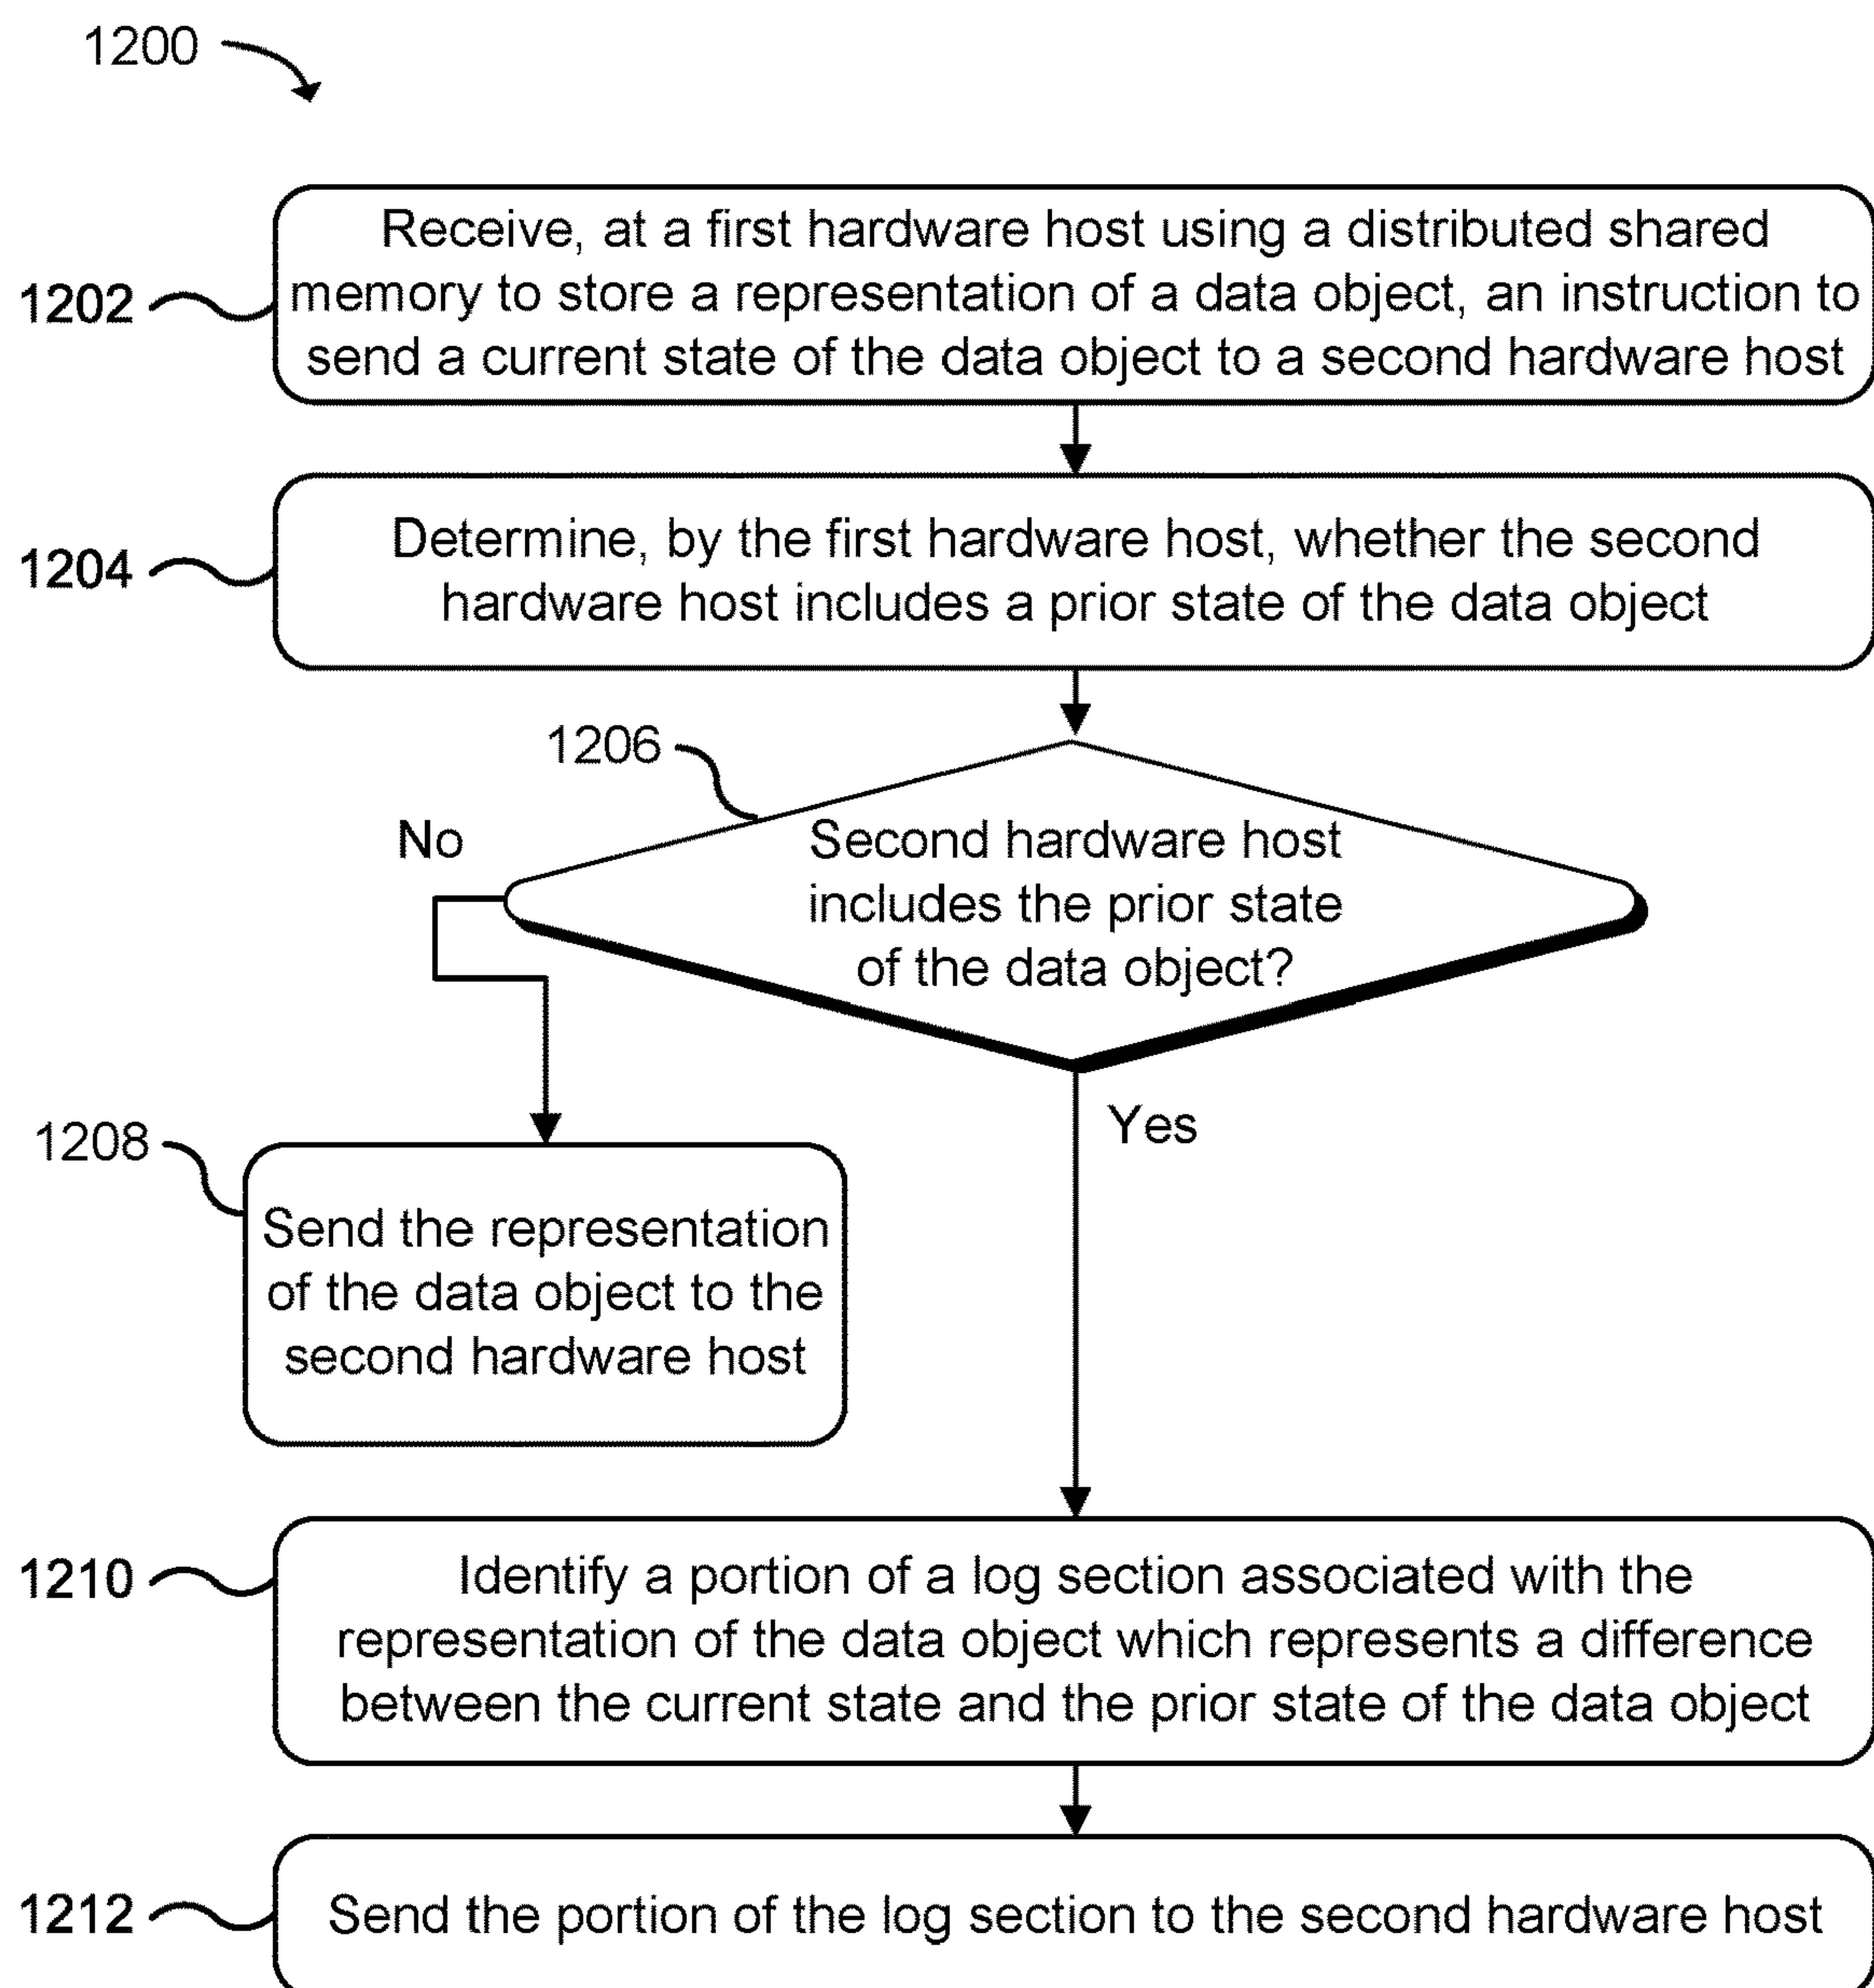 1200
1202
Receive, at a first hardware host using a distributed shared
memory to store a representation of a data object, an instruction to
send a current state of the data object to a second hardware host
1204
Determine, by the first hardware host, whether the second
hardware host includes a prior state of the data object
1206
No
Second hardware host
includes the prior state
of the data object?
Yes
1208
Send the representation
of the data object to the
second hardware host
1210
Identify a portion of a log section associated with the
representation of the data object which represents a difference
between the current state and the prior state of the data object
1212
Send the portion of the log section to the second hardware host